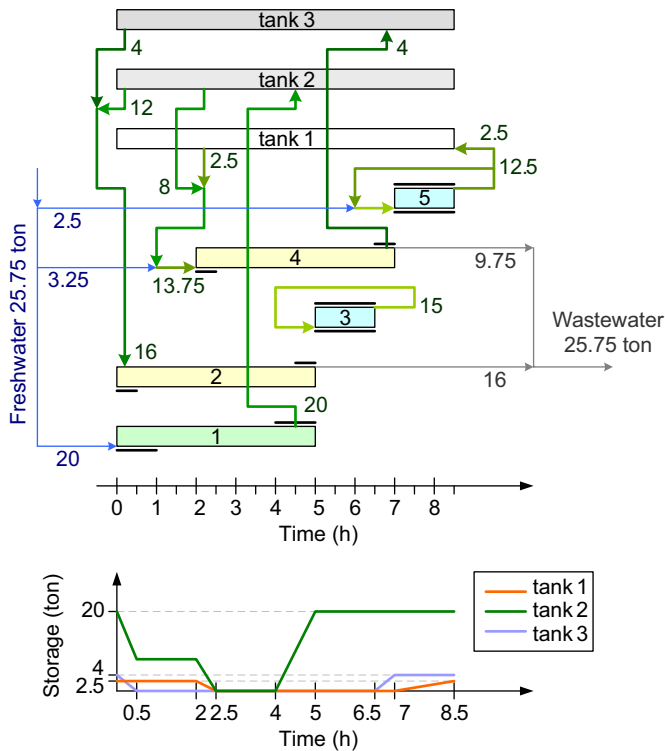 tank 3
4
4
tank 2
12
tank 1
2.5
2.5
8
12.5
5
2.5
4
3.25
13.75
9.75
Freshwater 25.75 ton
15
3
Wastewater
25.75 ton
16
2
16
20
1
20
0 1 2 3 4 5 6 7 8
Time (h)
Storage (ton)
20
4
2.5
tank 1
tank 2
tank 3
0.5 2 2.5 4 5 6.5 7 8.5
Time (h)